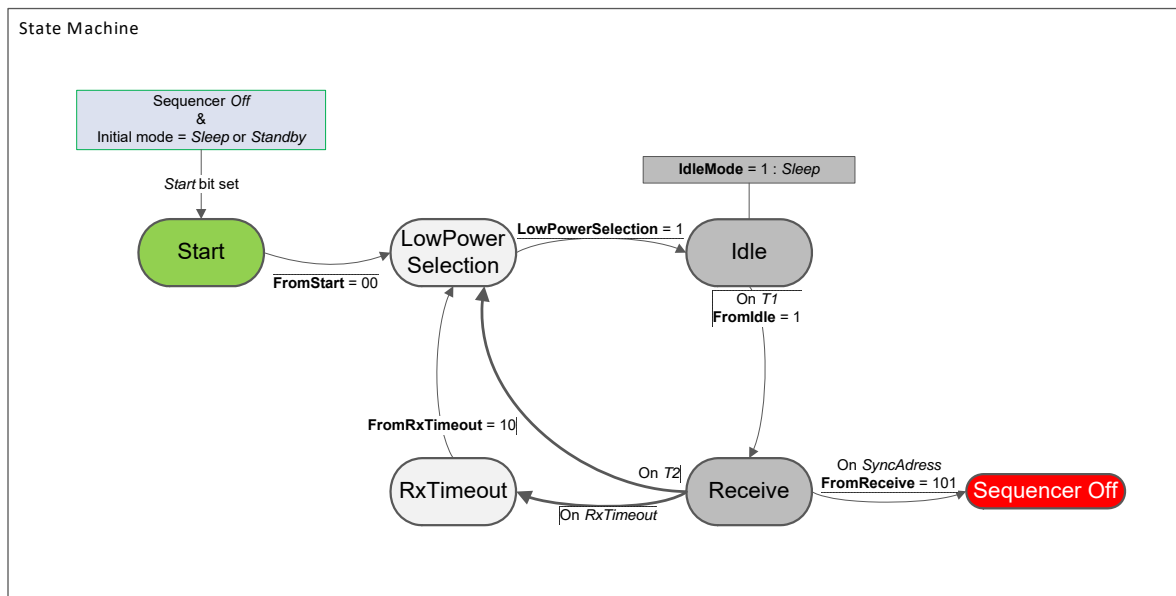 State Machine
Sequencer Off
&
Initial mode = Sleep or Standby
Start bit set
IdleMode = 1 : Sleep
Start
FromStart = 00
LowPower
Selection
LowPowerSelection = 1
Idle
On T1
FromIdle = 1
FromRxTimeout = 10
On T2
RxTimeout
On RxTimeout
Receive
On SyncAdress
FromReceive = 101
Sequencer Off